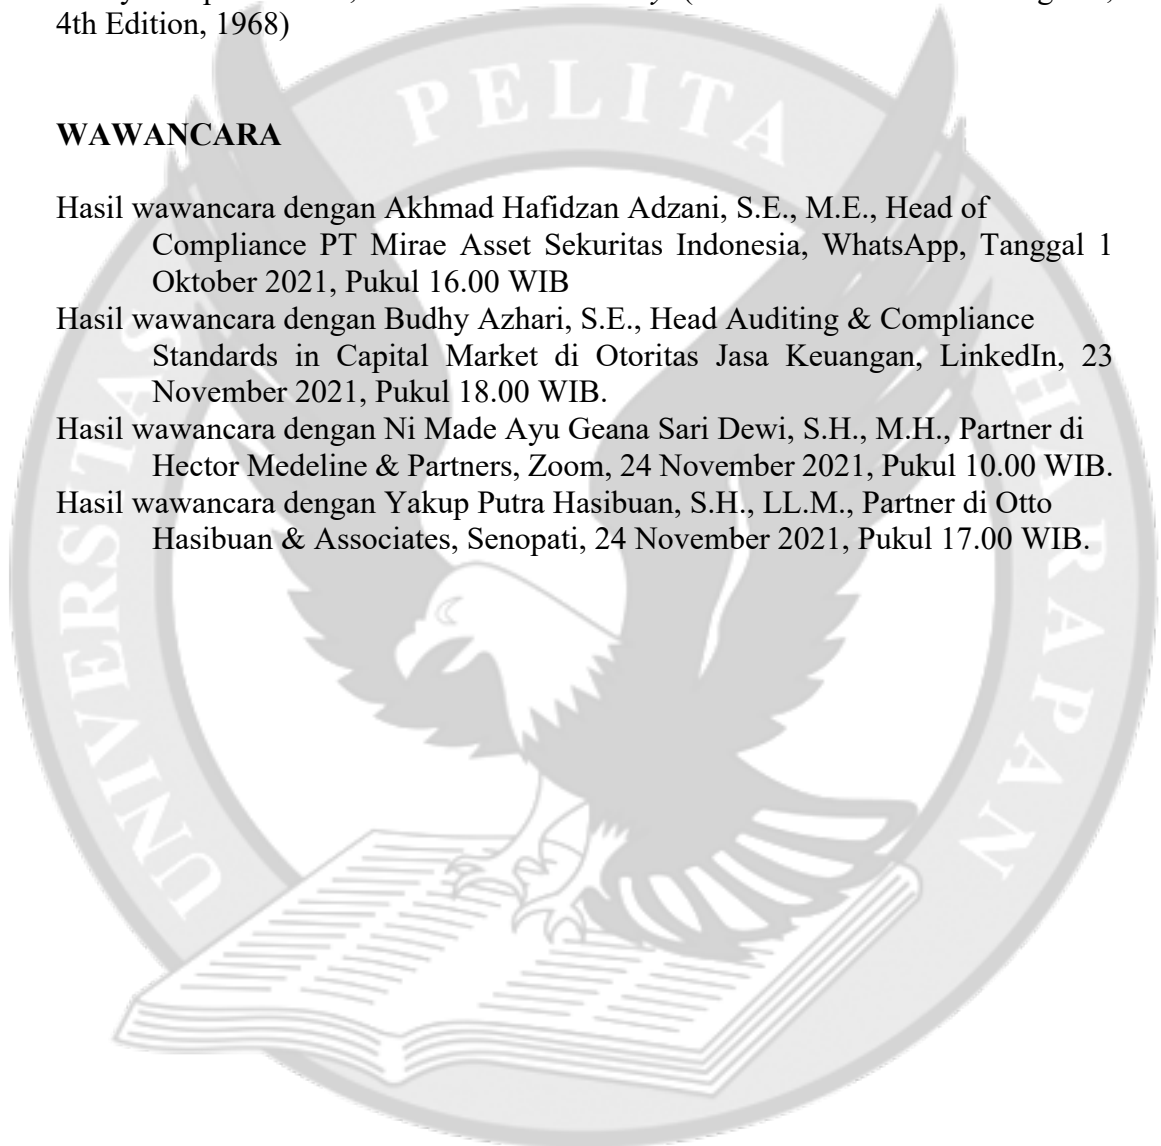 4th Edition, 1968)
WAWANCARA
Hasil wawancara dengan Akhmad Hafidzan Adzani, S.E., M.E., Head of
Compliance PT Mirae Asset Sekuritas Indonesia, WhatsApp, Tanggal 1
Oktober 2021, Pukul 16.00 WIB
Hasil wawancara dengan Budhy Azhari, S.E., Head Auditing & Compliance
Standards in Capital Market di Otoritas Jasa Keuangan, LinkedIn, 23
November 2021, Pukul 18.00 WIB.
Hasil wawancara dengan Ni Made Ayu Geana Sari Dewi, S.H., M.H., Partner di
Hector Medeline & Partners, Zoom, 24 November 2021, Pukul 10.00 WIB.
Hasil wawancara dengan Yakup Putra Hasibuan, S.H., LL.M., Partner di Otto
Hasibuan & Associates, Senopati, 24 November 2021, Pukul 17.00 WIB.
UNIVERSITAS PELITA HARAPAN